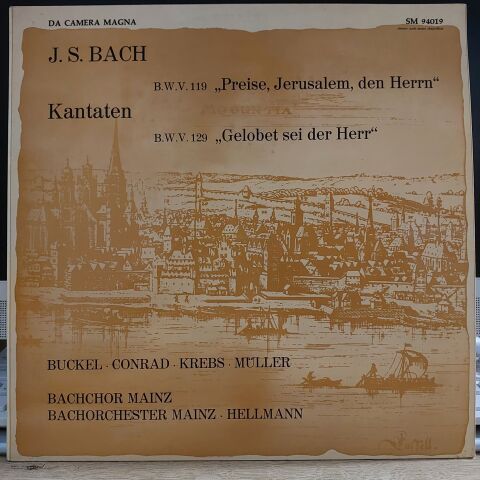 DA CAMERA MAGNA
SM 94019
J. S. BACH
B.W.V. 119 „Preise, Jerusalem, den Herrn“
Kantaten
MOGUNTIA
B.W.V. 129 „Gelobet sei der Herr“
BUCKEL · CONRAD · KREBS · MÜLLER
BACHCHOR MAINZ
BACHORCHESTER MAINZ · HELLMANN